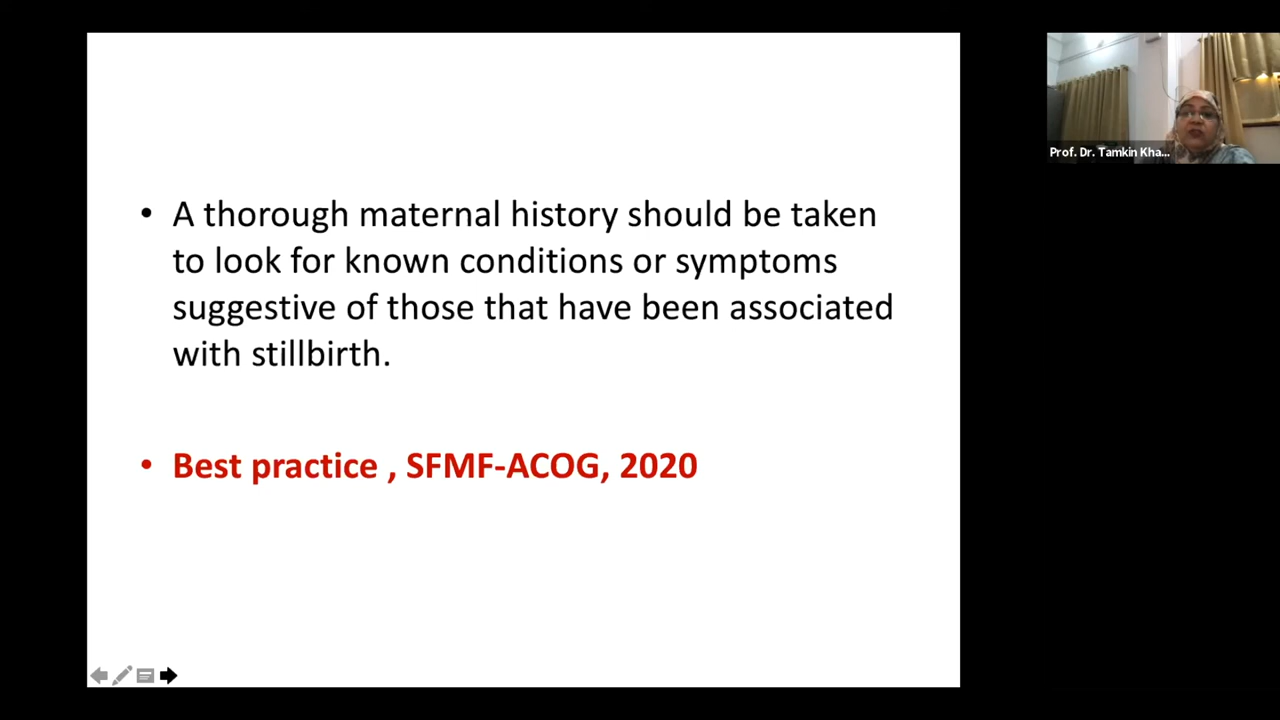 • A thorough maternal history should be taken
to look for known conditions or symptoms
suggestive of those that have been associated
with stillbirth.
• Best practice , SFMF-ACOG, 2020
Prof. Dr. Tamkin Kha...